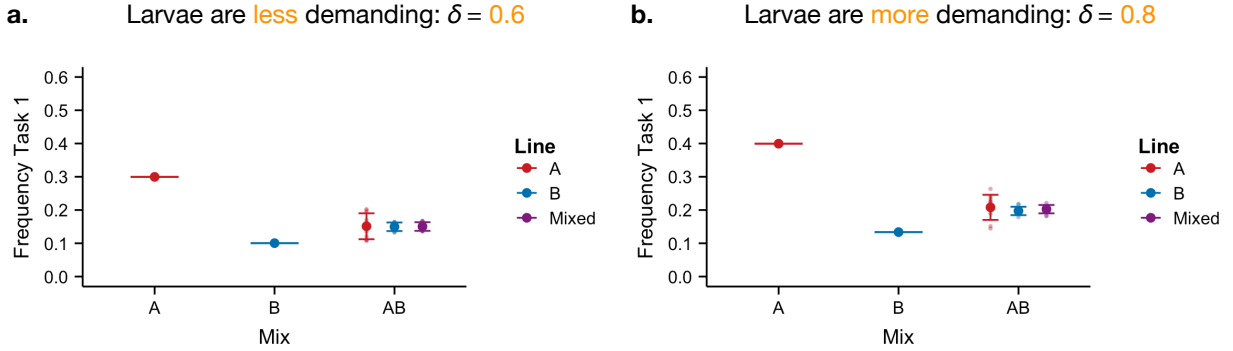 a.
Larvae are less demanding: δ = 0.6
Frequency Task 1
0.6
0.5
0.4
0.3
0.2
0.1
0.0
A
B
AB
Mix
Line
A
B
Mixed
b.
Larvae are more demanding: δ = 0.8
Frequency Task 1
0.6
0.5
0.4
0.3
0.2
0.1
0.0
A
B
AB
Mix
Line
A
B
Mixed